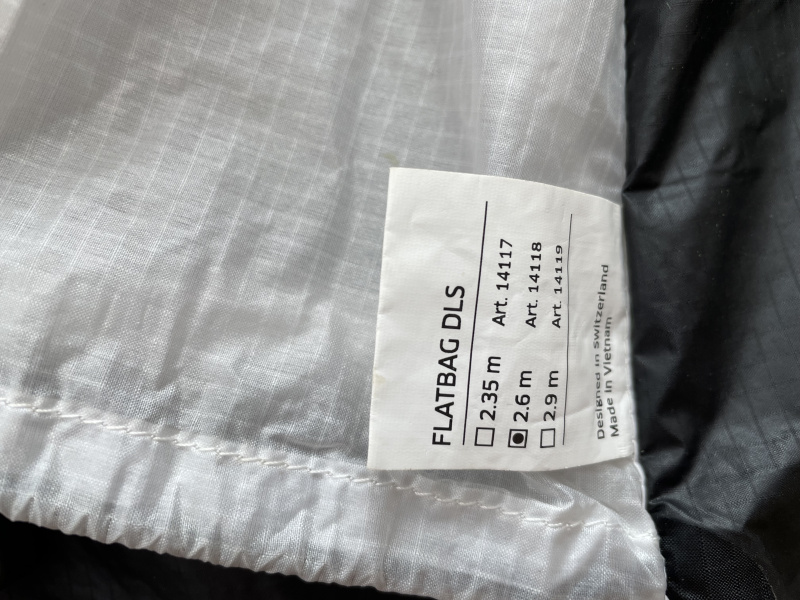 FLATBAG DLS
☐ 2.35 m Art. 14117
☒ 2.6 m Art. 14118
☐ 2.9 m Art. 14119
Designed in Switzerland
Made in Vietnam